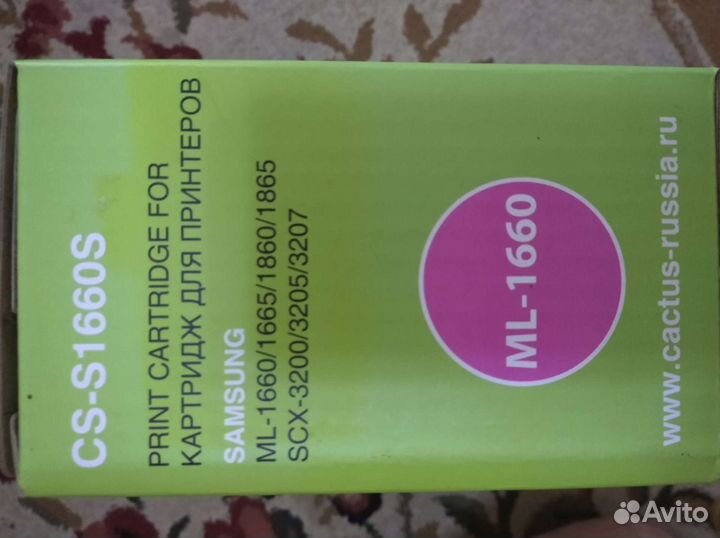 CS-S1660S
PRINT CARTRIDGE FOR
КАРТРИДЖ ДЛЯ ПРИНТЕРОВ
SAMSUNG
ML-1660/1665/1860/1865
SCX-3200/3205/3207
ML-1660
www.cactus-russia.ru
Avito